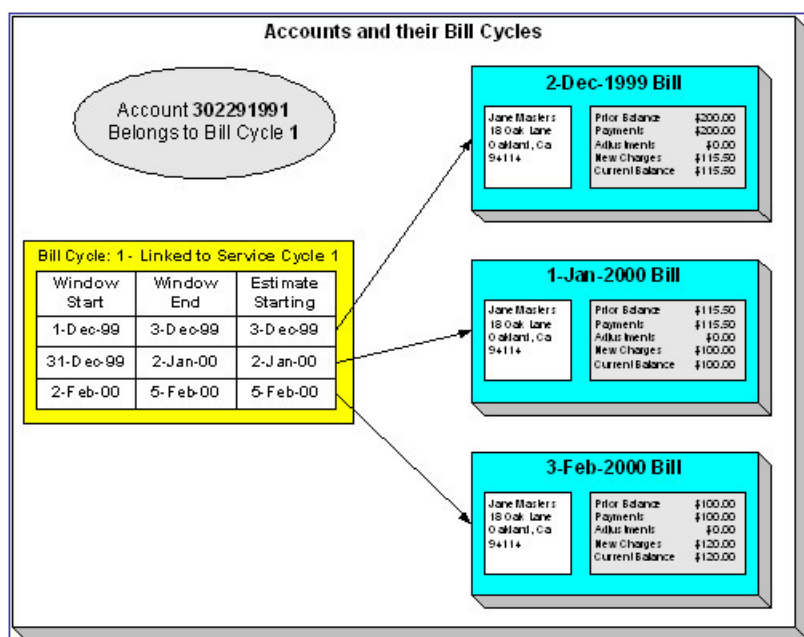 Accounts and their Bill Cycles
Account 302291991
Belongs to Bill Cycle 1
Bill Cycle: 1 - Linked to Service Cycle 1
Window Start Window End Estimate Starting
1-Dec-99 3-Dec-99 3-Dec-99
31-Dec-99 2-Jan-00 2-Jan-00
2-Feb-00 5-Feb-00 5-Feb-00
2-Dec-1999 Bill
Jane Masters
18 Oak Lane
Oakland, Ca
94114
Prior Balance $200.00
Payments $200.00
Adjustments $0.00
New Charges $115.50
Current Balance $115.50
1-Jan-2000 Bill
Jane Masters
18 Oak Lane
Oakland, Ca
94114
Prior Balance $115.50
Payments $115.50
Adjustments $0.00
New Charges $100.00
Current Balance $100.00
3-Feb-2000 Bill
Jane Masters
18 Oak Lane
Oakland, Ca
94114
Prior Balance $100.00
Payments $100.00
Adjustments $0.00
New Charges $120.00
Current Balance $120.00